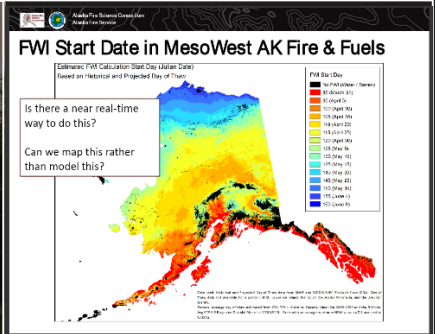 Alaska Fire Science Consortium
Alaska Fire Service
FWI Start Date in MesoWest AK Fire & Fuels
Estimated FWI Calculation Start Day (Julian Date)
Based on Historical and Projected Day of Thaw
Is there a near real-time
way to do this?
Can we map this rather
than model this?
FWI Start Day
No FWI (Water / Barren)
90 (March 31)
95 (April 5)
100 (April 10)
105 (April 15)
110 (April 20)
115 (April 25)
120 (April 30)
125 (May 5)
130 (May 10)
135 (May 15)
140 (May 20)
145 (May 25)
150 (May 30)
155 (June 4)
160 (June 9)